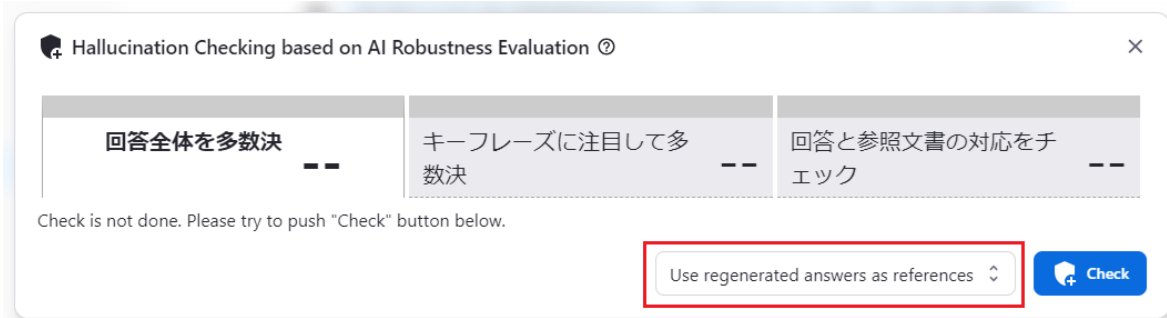 Hallucination Checking based on AI Robustness Evaluation
回答全体を多数決
--
キーフレーズに注目して多
数決
--
回答と参照文書の対応をチ
ェック
--
Check is not done. Please try to push "Check" button below.
Use regenerated answers as references
Check